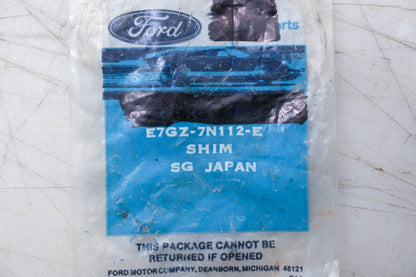 Ford
arts
E7GZ-7N112-E
SHIM
SG JAPAN
THIS PACKAGE CANNOT BE
RETURNED IF OPENED
FORD MOTOR COMPANY, DEARBORN, MICHIGAN 48121